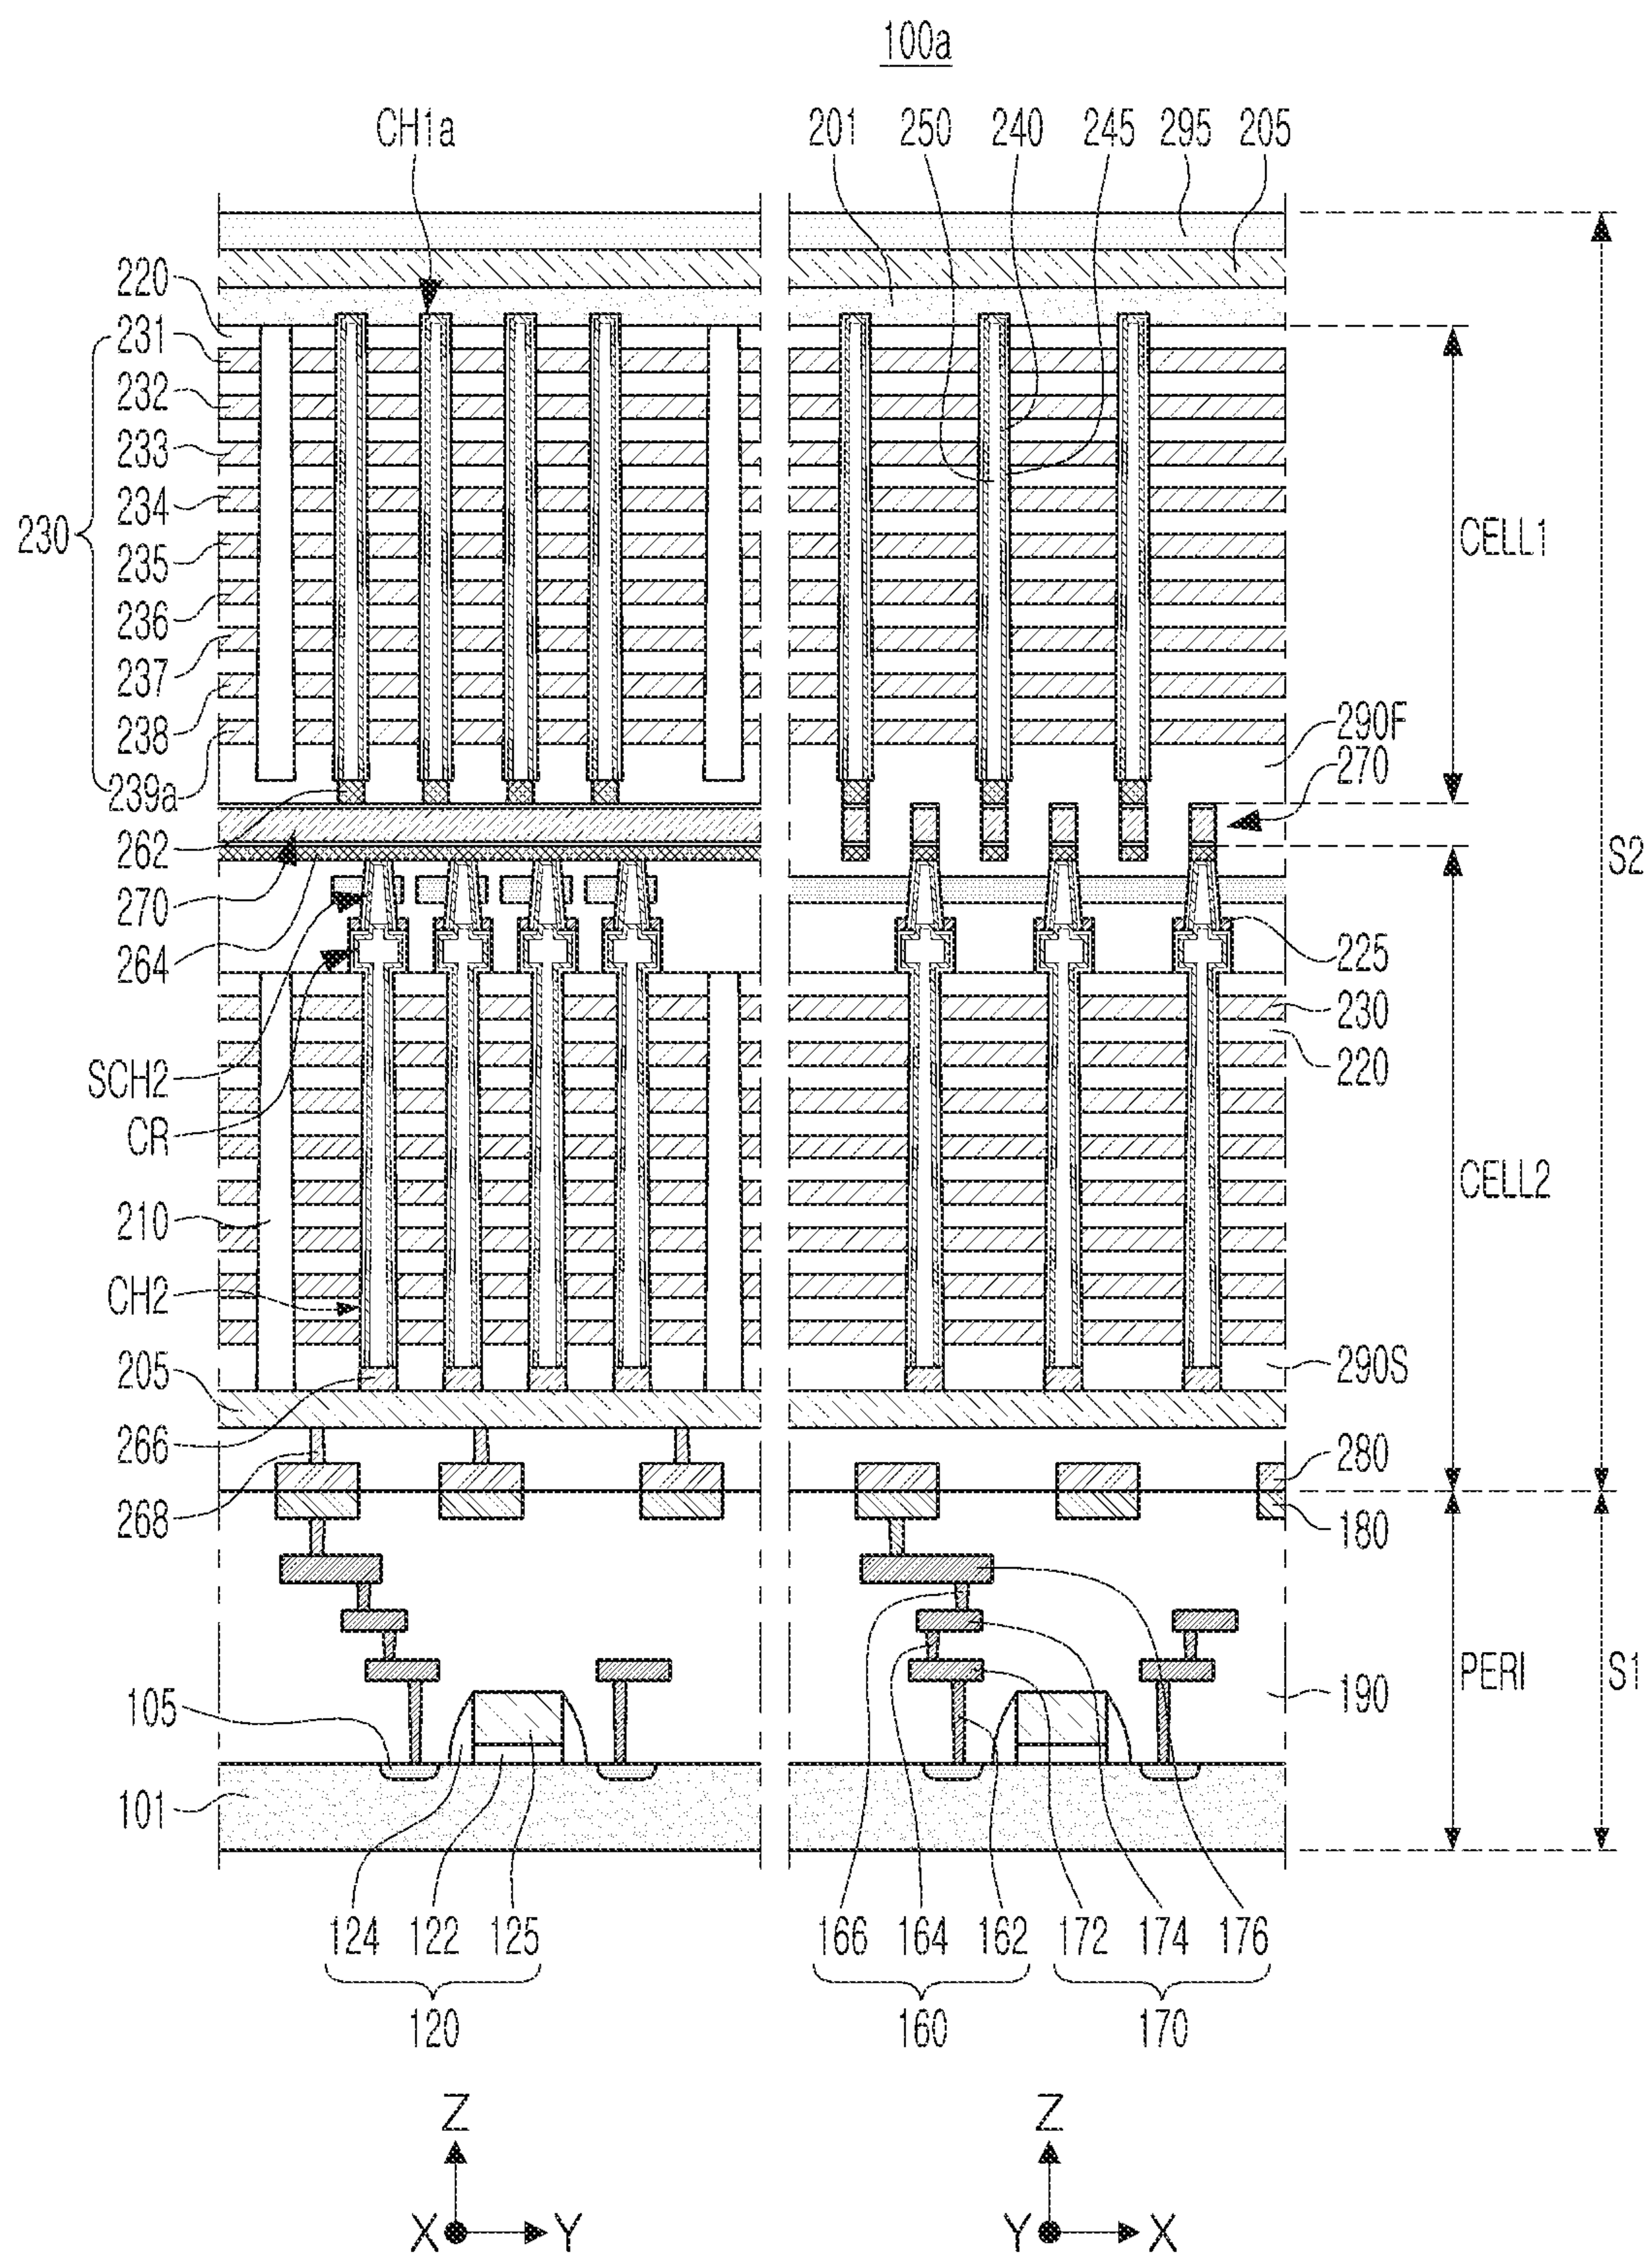 100a
CH1a 201 250 240 245 295 205
220
231
232
233
234
230
235
236
237
238
239a
262
270
264
SCH2
CR
210
CH2
205
266
268
105
101
290F
270
225
230
220
290S
280
180
190
CELL1
CELL2
PERI
S2
S1
124 122 125 166 164 162 172 174 176
120 160 170
Z Z
X Y Y X